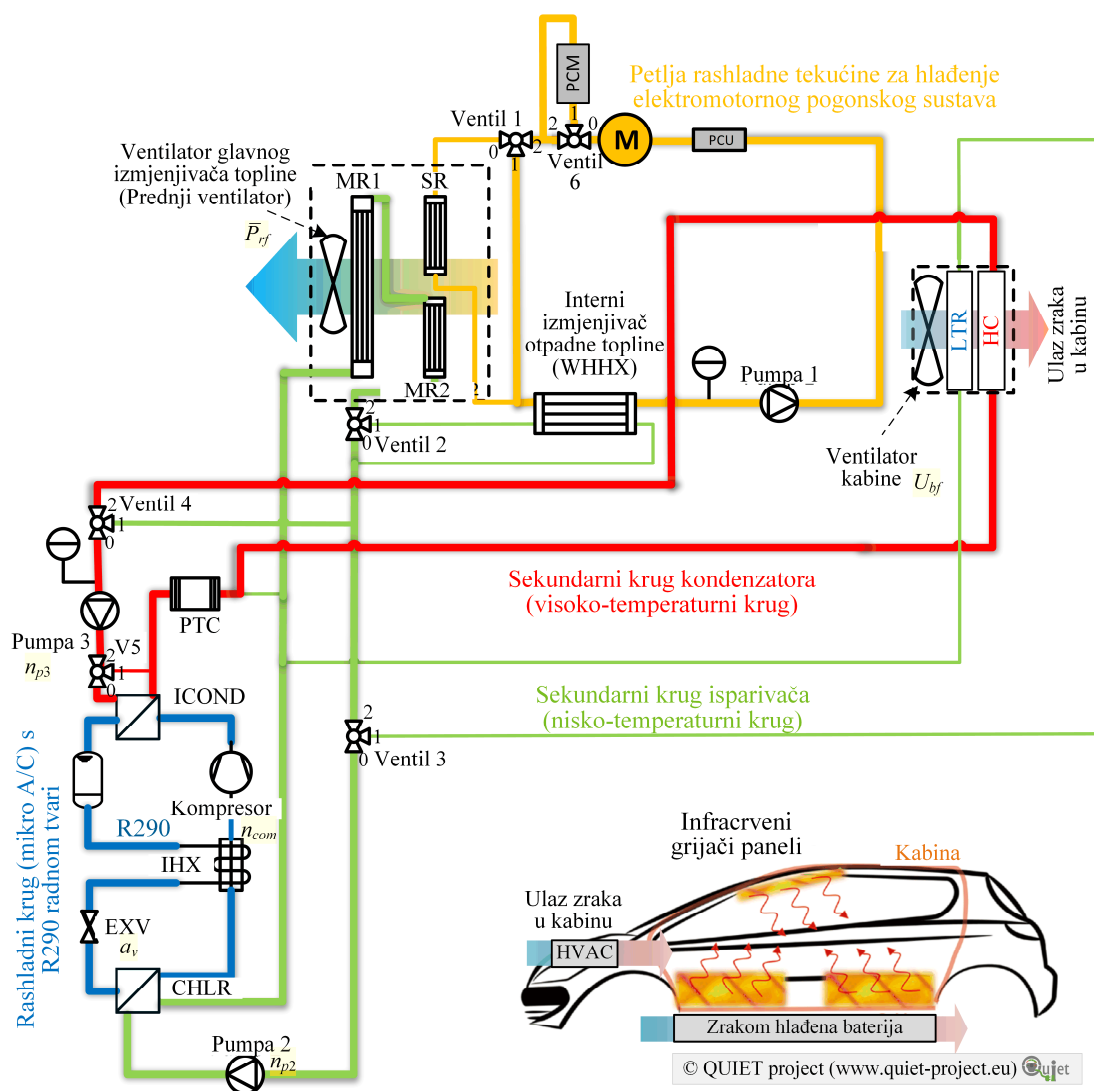 PCM
Petlja rashladne tekućine za hlađenje
elektromotornog pogonskog sustava
Ventil 1
2
1
0
0
2
1
M
PCU
Ventil
6
Ventilator glavnog
izmjenjivača topline
(Prednji ventilator)
P̅rf
MR1
SR
MR2
2
Interni
izmjenjivač
otpadne topline
(WHHX)
Pumpa 1
LTR
HC
Ulaz zraka
u kabinu
Ventilator
kabine Ubf
2
1
0
Ventil 2
2
1
0
Ventil 4
Sekundarni krug kondenzatora
(visoko-temperaturni krug)
PTC
Pumpa 3
np3
V5
2
1
0
ICOND
Sekundarni krug isparivača
(nisko-temperaturni krug)
2
1
0
Ventil 3
Rashladni krug (mikro A/C) s
R290 radnom tvari
Kompresor
ncom
R290
IHX
EXV
av
CHLR
Pumpa 2
np2
Infracrveni
grijači paneli
Kabina
Ulaz zraka
u kabinu
HVAC
Zrakom hlađena baterija
© QUIET project (www.quiet-project.eu)
Quiet